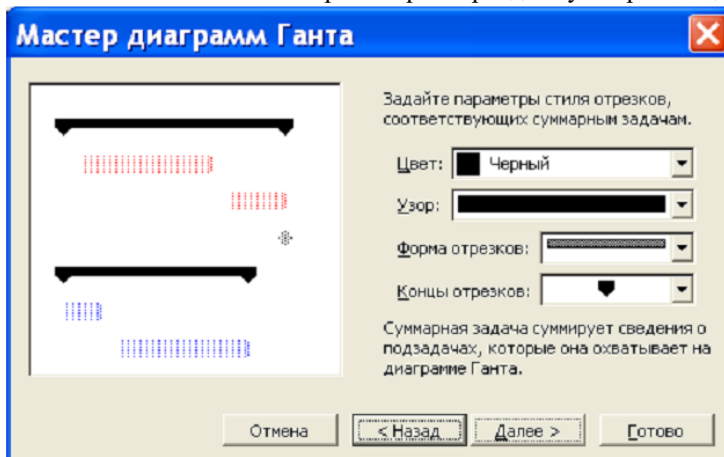 Мастер диаграмм Ганта
Задайте параметры стиля отрезков,
соответствующих суммарным задачам.
Цвет: Черный
Узор:
Форма отрезков:
Концы отрезков:
Суммарная задача суммирует сведения о
подзадачах, которые она охватывает на
диаграмме Ганта.
Отмена < Назад Далее > Готово